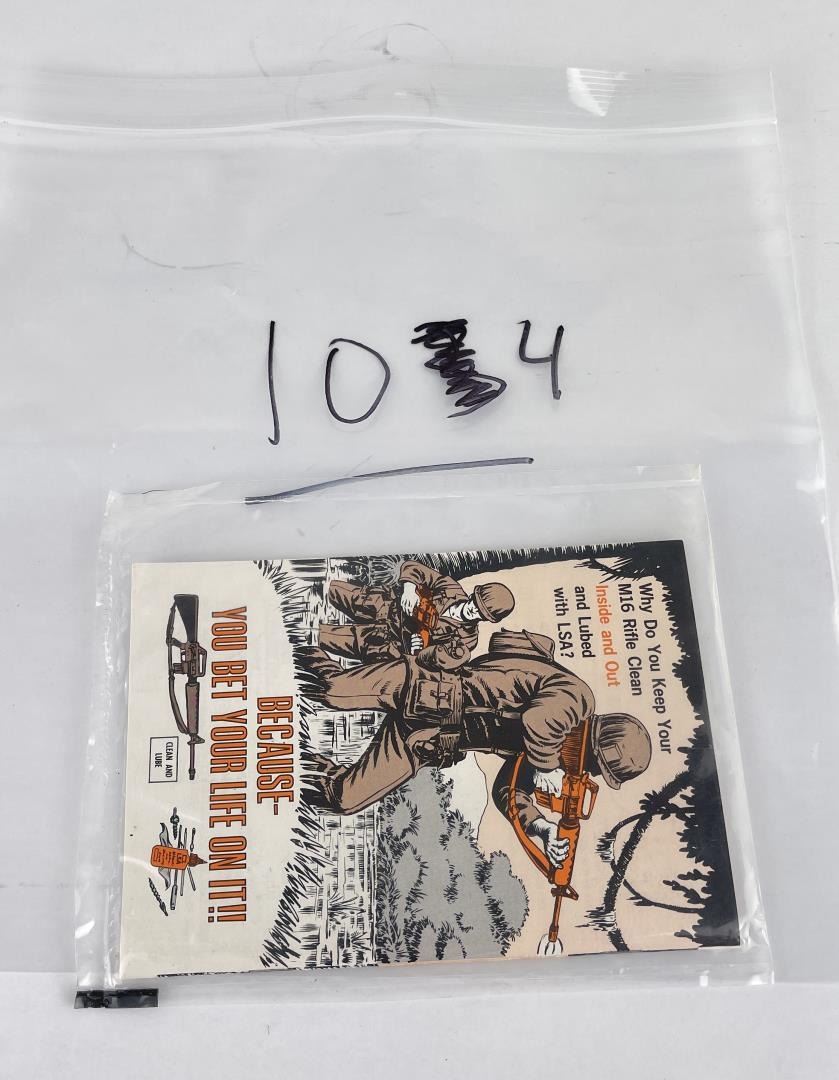 10 4
Why Do You Keep Your
M16 Rifle Clean
Inside and Out
and Lubed
with LSA?
BECAUSE-
YOU BET YOUR LIFE ON IT!!
CLEAN AND
LUBE